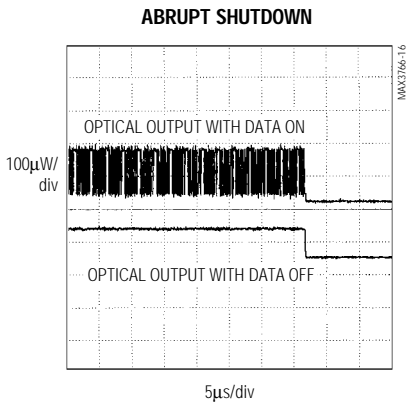 ABRUPT SHUTDOWN
MAX3766-16
OPTICAL OUTPUT WITH DATA ON
100μW/
div
OPTICAL OUTPUT WITH DATA OFF
5μs/div